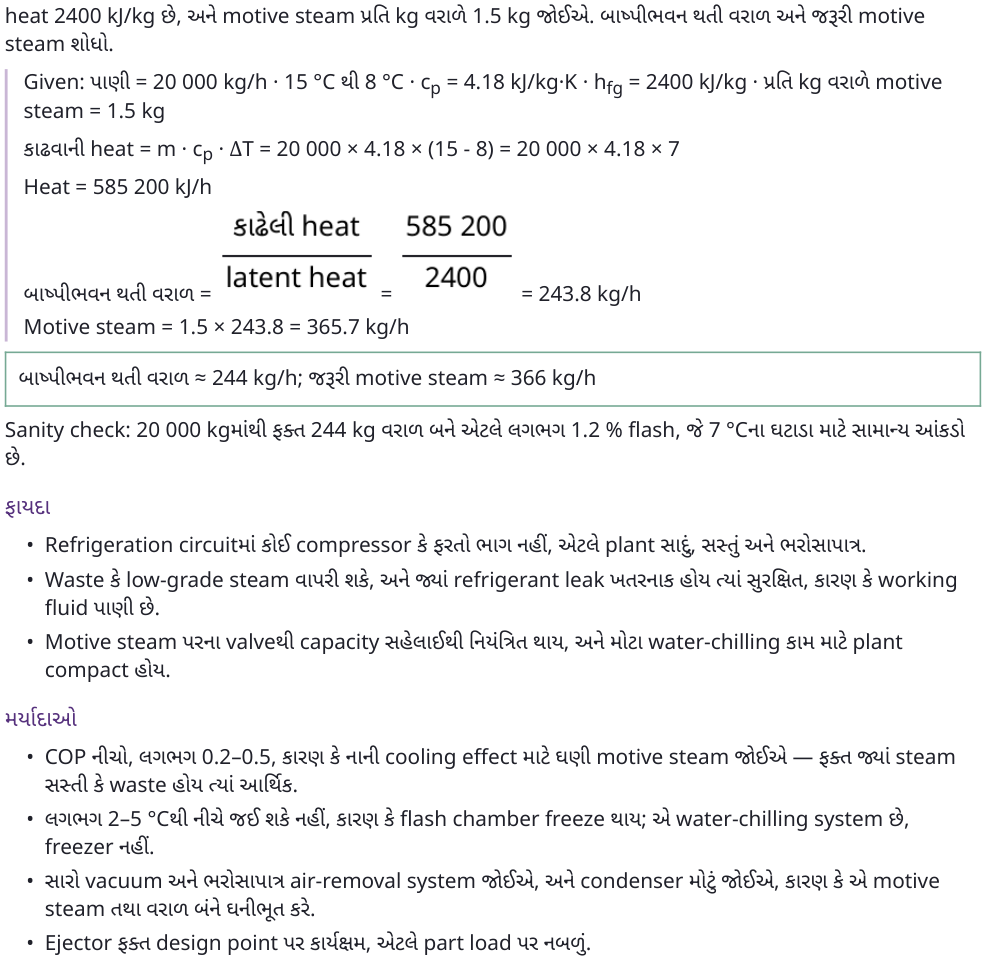 heat 2400 kJ/kg છે, અને motive steam પ્રતિ kg વરાળે 1.5 kg જોઈએ. બાષ્પીભવન થતી વરાળ અને જરૂરી motive
steam શોધો.
Given: પાણી = 20 000 kg/h · 15 °C થી 8 °C · cp = 4.18 kJ/kg·K · hfg = 2400 kJ/kg · પ્રતિ kg વરાળે motive
steam = 1.5 kg
કાઢવાની heat = m · cp · ΔT = 20 000 × 4.18 × (15 - 8) = 20 000 × 4.18 × 7
Heat = 585 200 kJ/h
બાષ્પીભવન થતી વરાળ = કાઢેલી heat / latent heat = 585 200 / 2400 = 243.8 kg/h
Motive steam = 1.5 × 243.8 = 365.7 kg/h
બાષ્પીભવન થતી વરાળ ≈ 244 kg/h; જરૂરી motive steam ≈ 366 kg/h
Sanity check: 20 000 kgમાંથી ફક્ત 244 kg વરાળ બને એટલે લગભગ 1.2 % flash, જે 7 °Cના ઘટાડા માટે સામાન્ય આંકડો
છે.
ફાયદા
• Refrigeration circuitમાં કોઈ compressor કે ફરતો ભાગ નહીં, એટલે plant સાદું, સસ્તું અને ભરોસાપાત્ર.
• Waste કે low-grade steam વાપરી શકે, અને જ્યાં refrigerant leak ખતરનાક હોય ત્યાં સુરક્ષિત, કારણ કે working
fluid પાણી છે.
• Motive steam પરના valveથી capacity સહેલાઈથી નિયંત્રિત થાય, અને મોટા water-chilling કામ માટે plant
compact હોય.
મર્યાદાઓ
• COP નીચો, લગભગ 0.2–0.5, કારણ કે નાની cooling effect માટે ઘણી motive steam જોઈએ — ફક્ત જ્યાં steam
સસ્તી કે waste હોય ત્યાં આર્થિક.
• લગભગ 2–5 °Cથી નીચે જઈ શકે નહીં, કારણ કે flash chamber freeze થાય; એ water-chilling system છે,
freezer નહીં.
• સારો vacuum અને ભરોસાપાત્ર air-removal system જોઈએ, અને condenser મોટું જોઈએ, કારણ કે એ motive
steam તથા વરાળ બંને ઘનીભૂત કરે.
• Ejector ફક્ત design point પર કાર્યક્ષમ, એટલે part load પર નબળું.